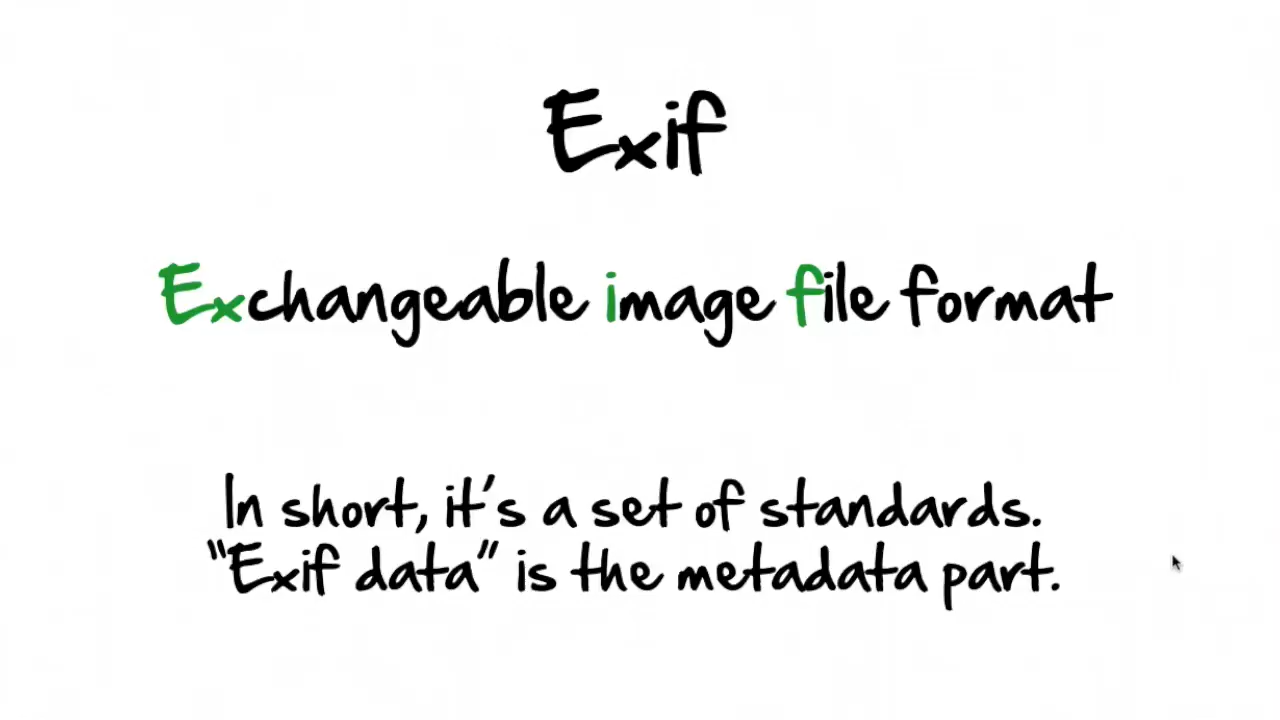 Exif
Exchangeable image file format
In short, it's a set of standards.
"Exif data" is the metadata part.